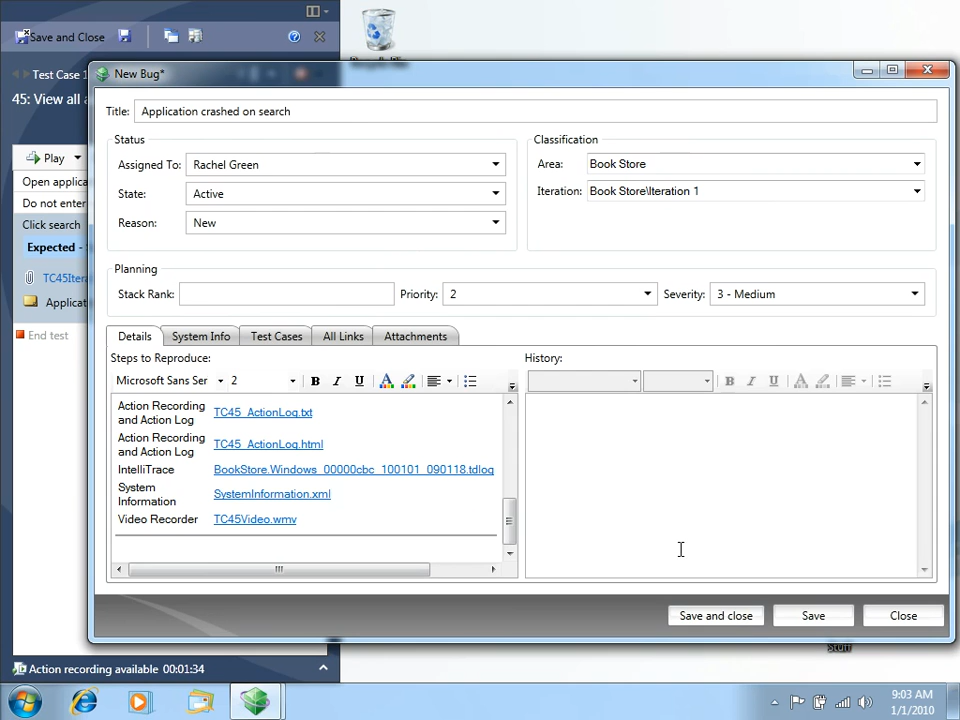 Save and Close
Test Case 1
45: View all a
Play
Open applica
Do not enter
Click search
Expected -
TC45Itera
Applicat
End test
Action recording available 00:01:34
New Bug*
Title: Application crashed on search
Status
Assigned To: Rachel Green
State: Active
Reason: New
Classification
Area: Book Store
Iteration: Book Store\Iteration 1
Planning
Stack Rank:
Priority: 2
Severity: 3 - Medium
Details System Info Test Cases All Links Attachments
Steps to Reproduce:
Microsoft Sans Ser 2 B I U A
Action Recording
and Action Log TC45_ActionLog.txt
Action Recording
and Action Log TC45_ActionLog.html
IntelliTrace BookStore.Windows_00000cbc_100101_090118.tdlog
System
Information SystemInformation.xml
Video Recorder TC45Video.wmv
History:
B I U A
Save and close Save Close
Stuff
9:03 AM
1/1/2010